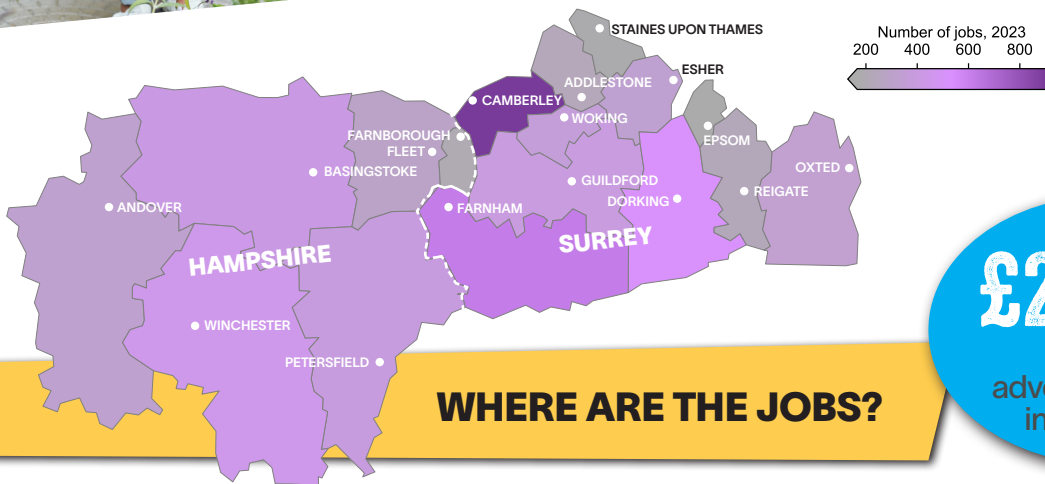 Number of jobs, 2023
200 400 600 800
STAINES UPON THAMES
ESHER
ADDLESTONE
CAMBERLEY
WOKING
FARNBOROUGH
FLEET
EPSOM
BASINGSTOKE
OXTED
GUILDFORD
REIGATE
DORKING
ANDOVER
FARNHAM
SURREY
HAMPSHIRE
WINCHESTER
PETERSFIELD
£2
WHERE ARE THE JOBS?